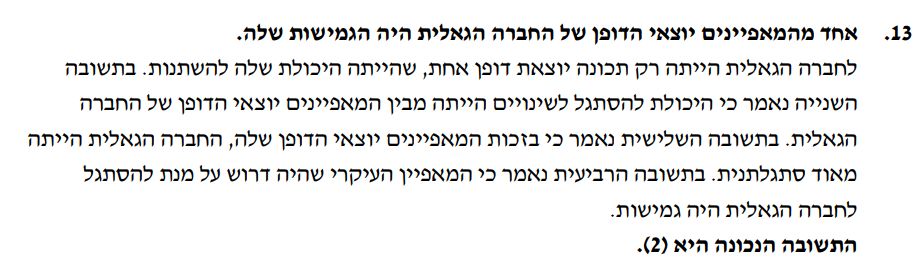 13. אחד מהמאפיינים יוצאי הדופן של החברה הגאלית היה הגמישות שלה.
לחברה הגאלית הייתה רק תכונה יוצאת דופן אחת, שהייתה היכולת שלה להשתנות. בתשובה
השנייה נאמר כי היכולת להסתגל לשינויים הייתה מבין המאפיינים יוצאי הדופן של החברה
הגאלית. בתשובה השלישית נאמר כי בזכות המאפיינים יוצאי הדופן שלה, החברה הגאלית הייתה
מאוד סתגלתנית. בתשובה הרביעית נאמר כי המאפיין העיקרי שהיה דרוש על מנת להסתגל
לחברה הגאלית היה גמישות.
התשובה הנכונה היא (2).